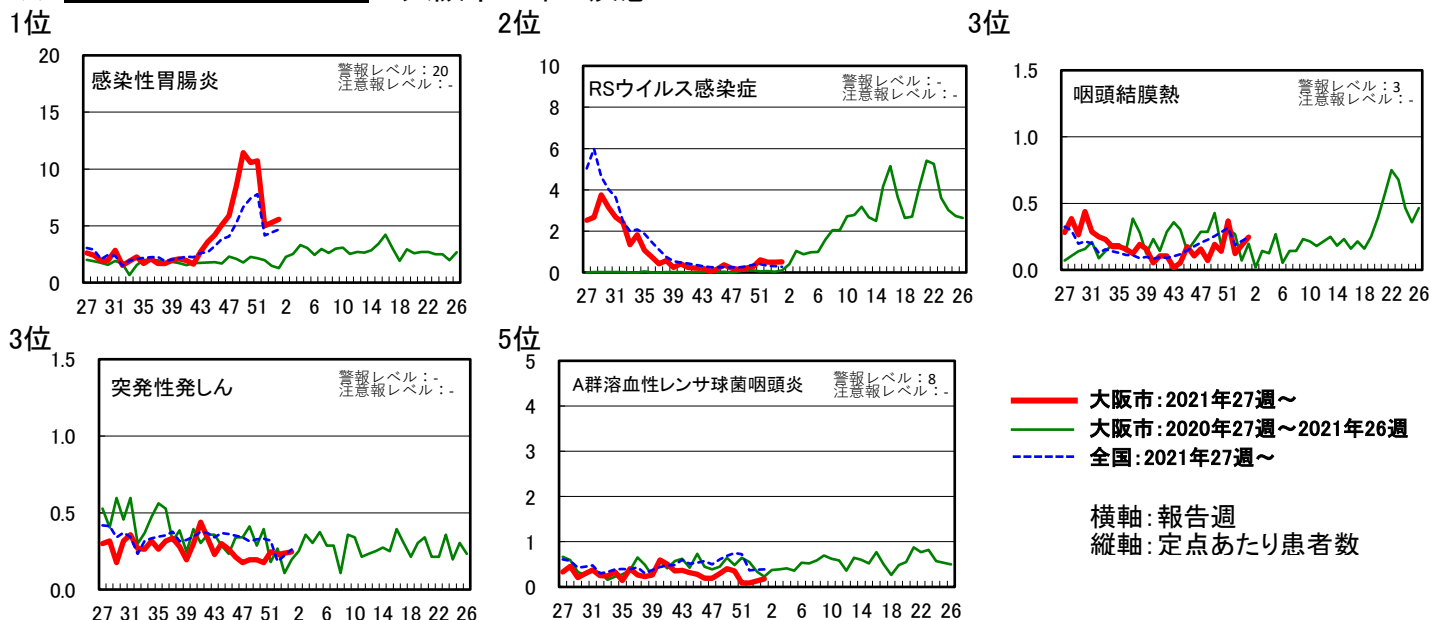 1位
2位
3位
感染性胃腸炎
警報レベル：20
注意報レベル：-
20
15
10
5
0
27 31 35 39 43 47 51 2 6 10 14 18 22 26
RSウイルス感染症
警報レベル：-
注意報レベル：-
10
8
6
4
2
0
27 31 35 39 43 47 51 2 6 10 14 18 22 26
咽頭結膜熱
警報レベル：3
注意報レベル：-
1.5
1.0
0.5
0.0
27 31 35 39 43 47 51 2 6 10 14 18 22 26
3位
5位
突発性発しん
警報レベル：-
注意報レベル：-
1.5
1.0
0.5
0.0
27 31 35 39 43 47 51 2 6 10 14 18 22 26
A群溶血性レンサ球菌咽頭炎
警報レベル：8
注意報レベル：-
5
4
3
2
1
0
27 31 35 39 43 47 51 2 6 10 14 18 22 26
大阪市：2021年27週～
大阪市：2020年27週～2021年26週
全国：2021年27週～
横軸：報告週
縦軸：定点あたり患者数